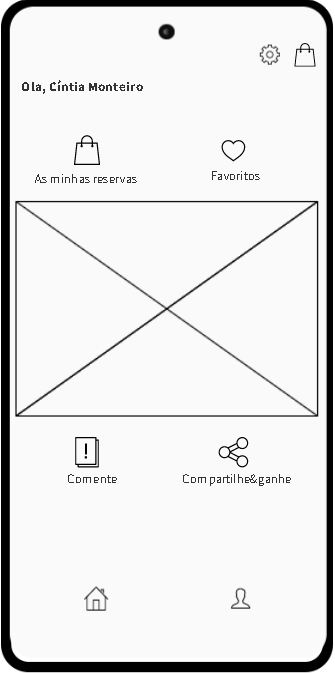 Ola, Cíntia Monteiro
As minhas reservas
Favoritos
Comente
Compartilhe&ganhe